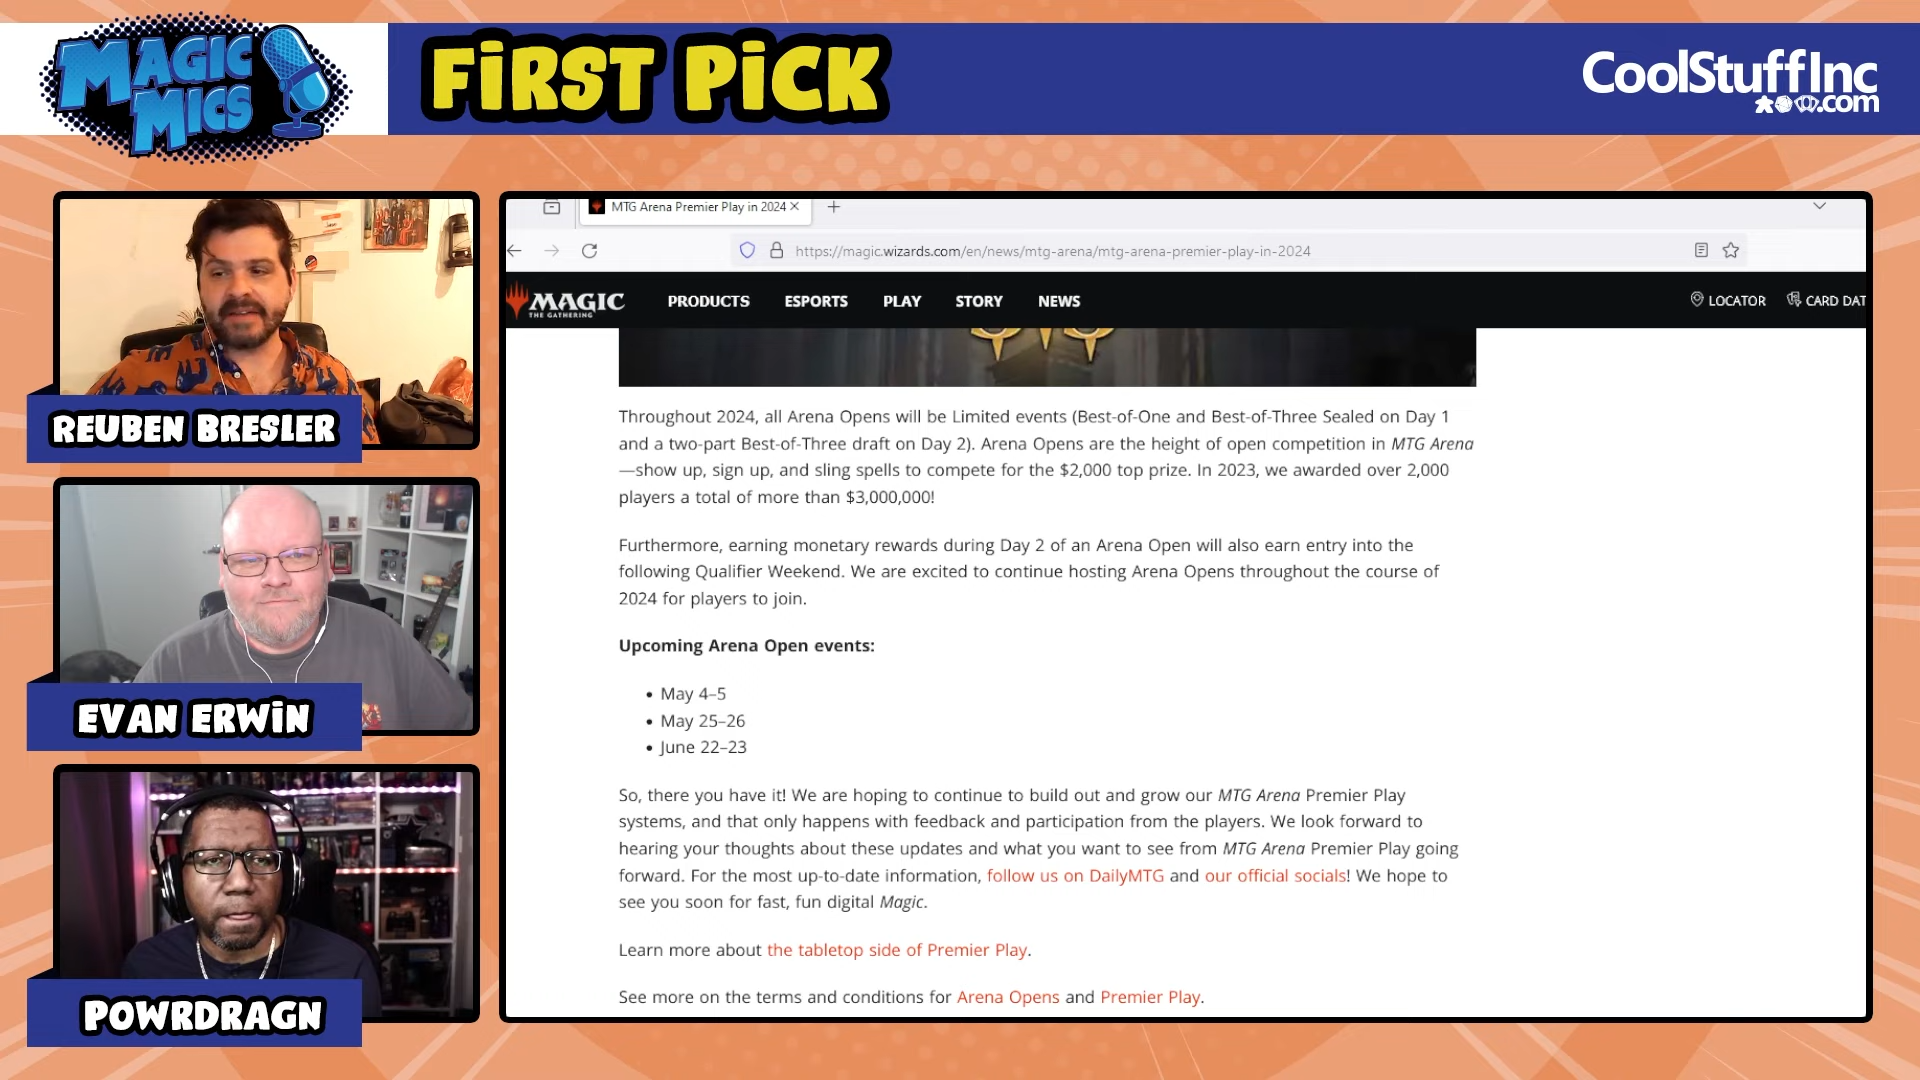 MAGIC
MICS
FiRST PiCK
CoolStuffInc
.com
REUBEN BRESLER
EVAN ERWiN
POWRDRAGN
MTG Arena Premier Play in 2024
https://magic.wizards.com/en/news/mtg-arena/mtg-arena-premier-play-in-2024
MAGIC
THE GATHERING
PRODUCTS ESPORTS PLAY STORY NEWS LOCATOR CARD DAT
Throughout 2024, all Arena Opens will be Limited events (Best-of-One and Best-of-Three Sealed on Day 1
and a two-part Best-of-Three draft on Day 2). Arena Opens are the height of open competition in MTG Arena
—show up, sign up, and sling spells to compete for the $2,000 top prize. In 2023, we awarded over 2,000
players a total of more than $3,000,000!
Furthermore, earning monetary rewards during Day 2 of an Arena Open will also earn entry into the
following Qualifier Weekend. We are excited to continue hosting Arena Opens throughout the course of
2024 for players to join.
Upcoming Arena Open events:
• May 4–5
• May 25–26
• June 22–23
So, there you have it! We are hoping to continue to build out and grow our MTG Arena Premier Play
systems, and that only happens with feedback and participation from the players. We look forward to
hearing your thoughts about these updates and what you want to see from MTG Arena Premier Play going
forward. For the most up-to-date information, follow us on DailyMTG and our official socials! We hope to
see you soon for fast, fun digital Magic.
Learn more about the tabletop side of Premier Play.
See more on the terms and conditions for Arena Opens and Premier Play.